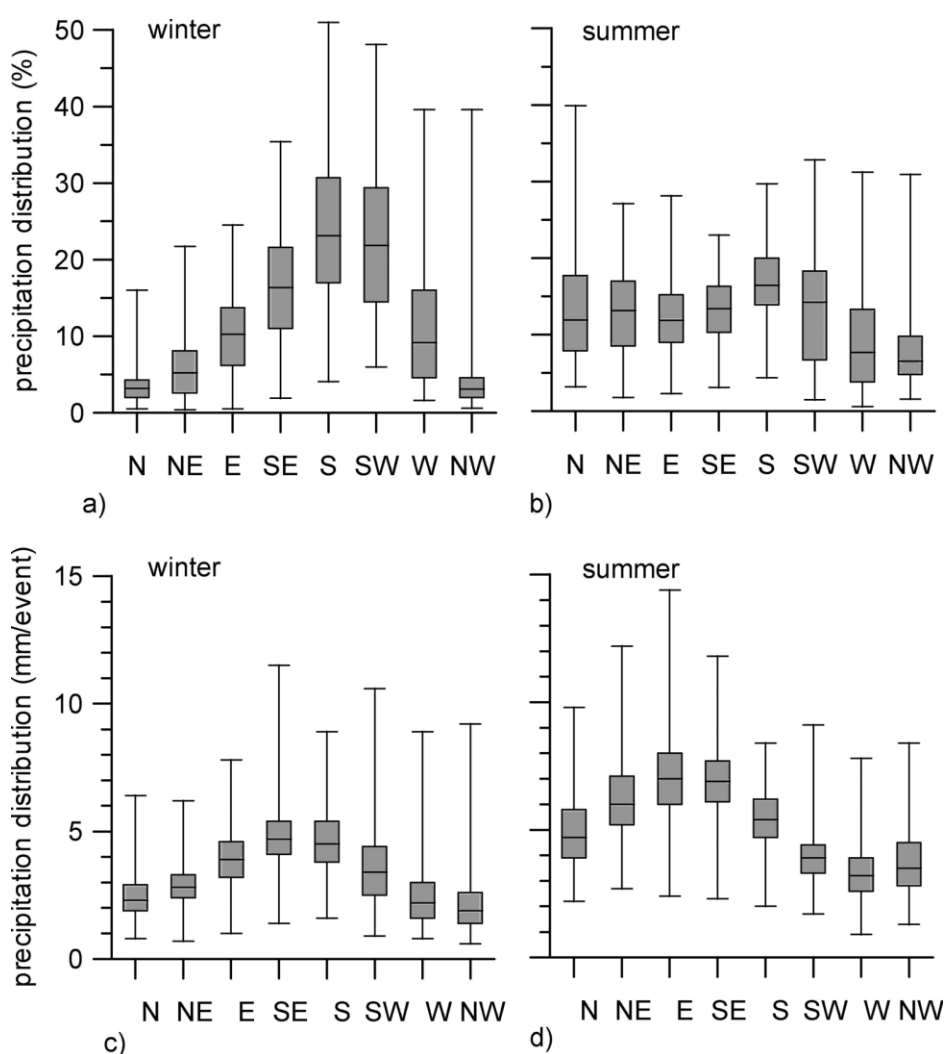 winter
summer
precipitation distribution (%)
50
40
30
20
10
0
N NE E SE S SW W NW
N NE E SE S SW W NW
a)
b)
winter
summer
precipitation distribution (mm/event)
15
10
5
0
N NE E SE S SW W NW
N NE E SE S SW W NW
c)
d)